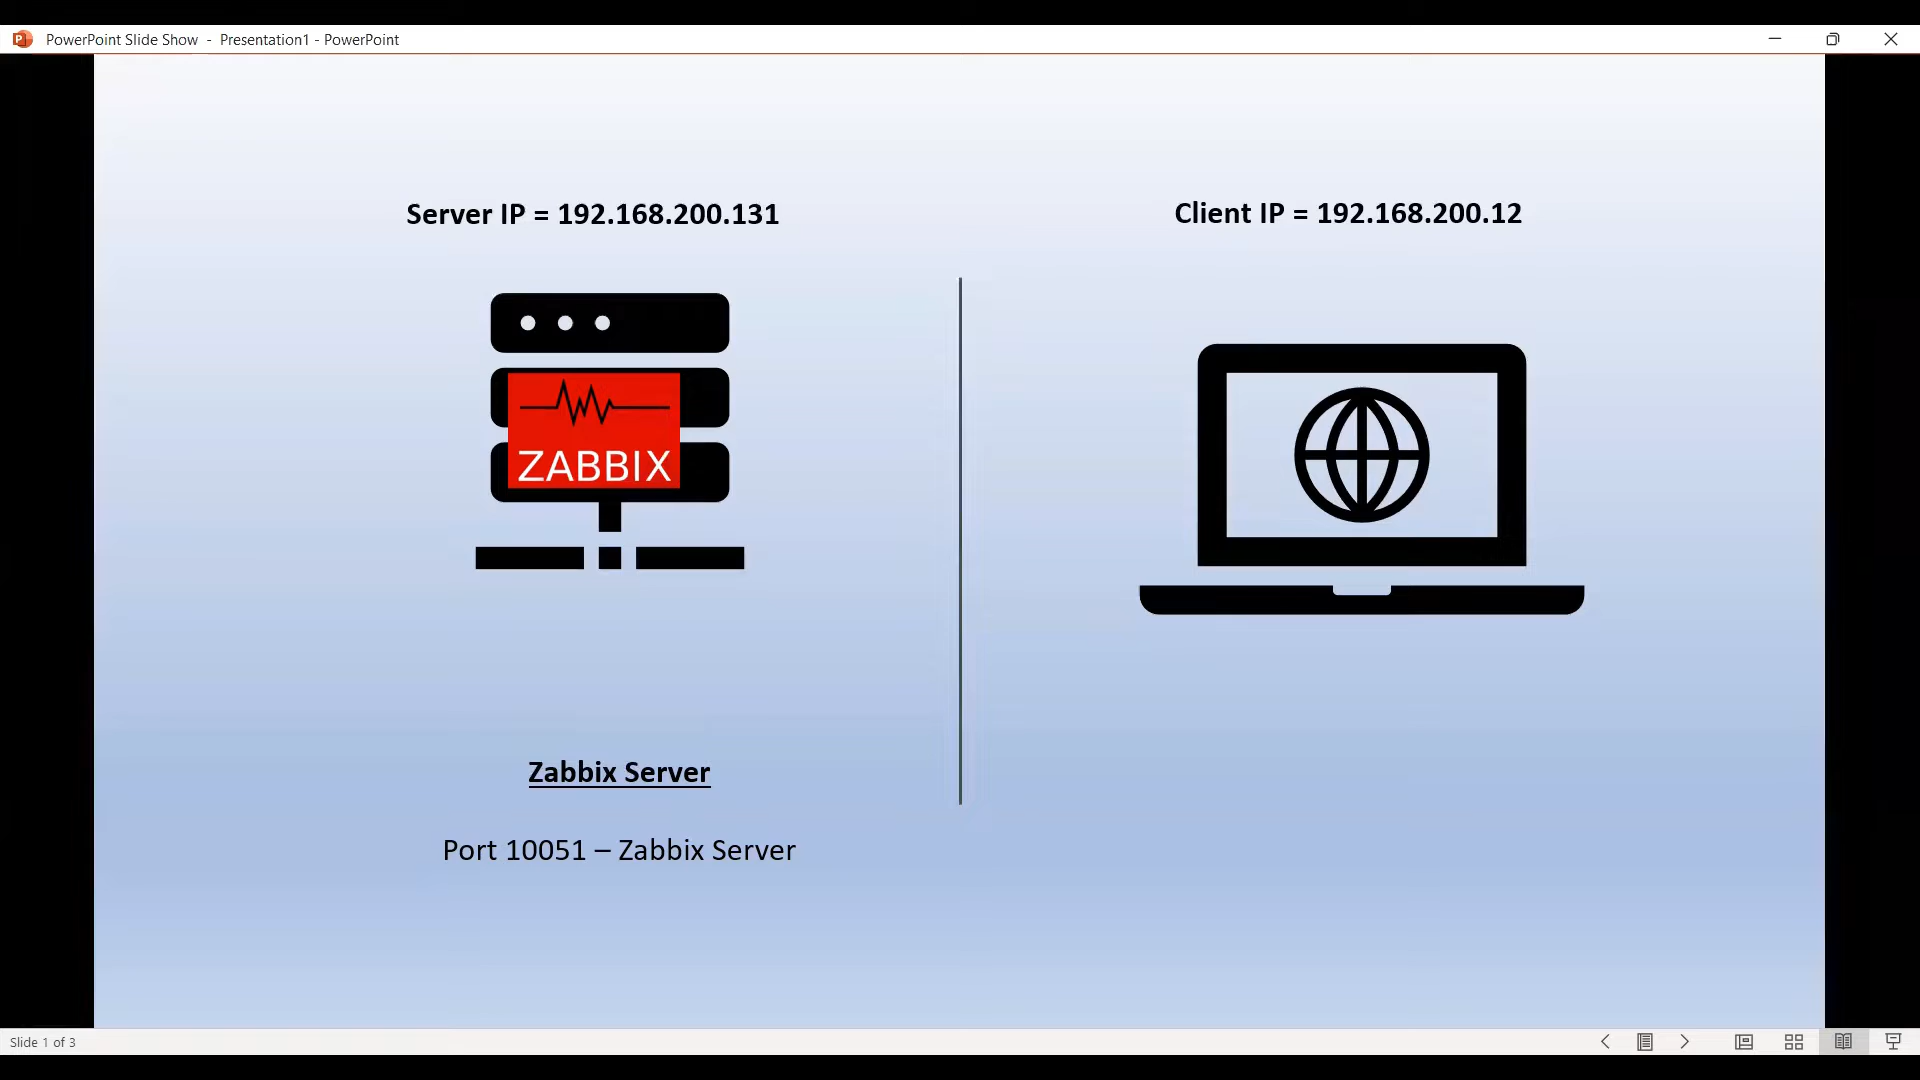 PowerPoint Slide Show - Presentation1 - PowerPoint
Server IP = 192.168.200.131
Client IP = 192.168.200.12
ZABBIX
Zabbix Server
Port 10051 – Zabbix Server
Slide 1 of 3